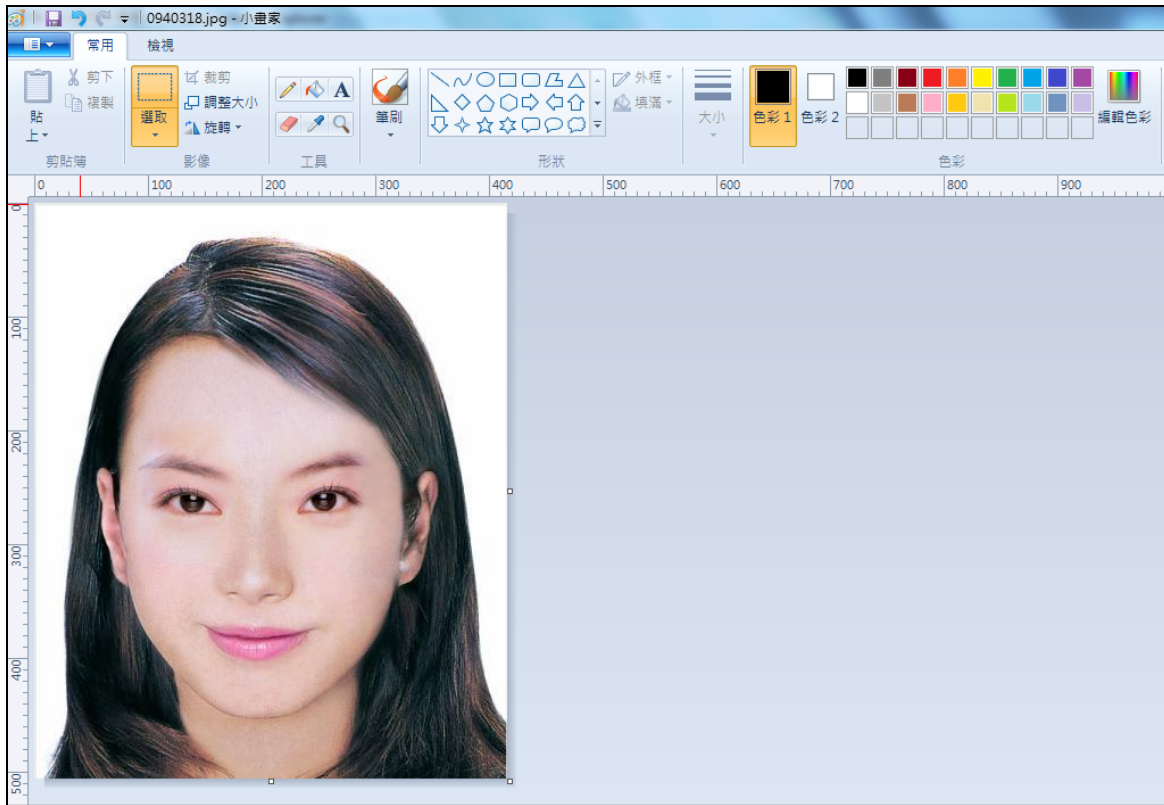 0940318.jpg - 小畫家
常用 檢視
剪下
複製
貼上
剪貼簿
選取
裁剪
調整大小
旋轉
影像
A
工具
筆刷
形狀
外框
填滿
大小
色彩 1
色彩 2
編輯色彩
色彩
0 100 200 300 400 500 600 700 800 900
0
100
200
300
400
500